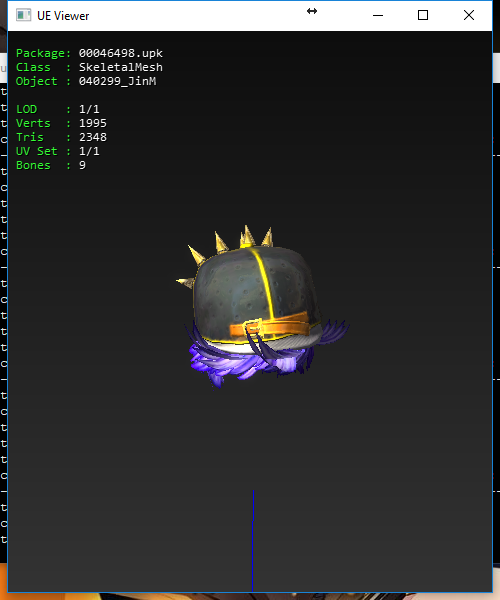 UE Viewer
Package: 00046498.upk
Class  : SkeletalMesh
Object : 040299_JinM
LOD    : 1/1
Verts  : 1995
Tris   : 2348
UV Set : 1/1
Bones  : 9